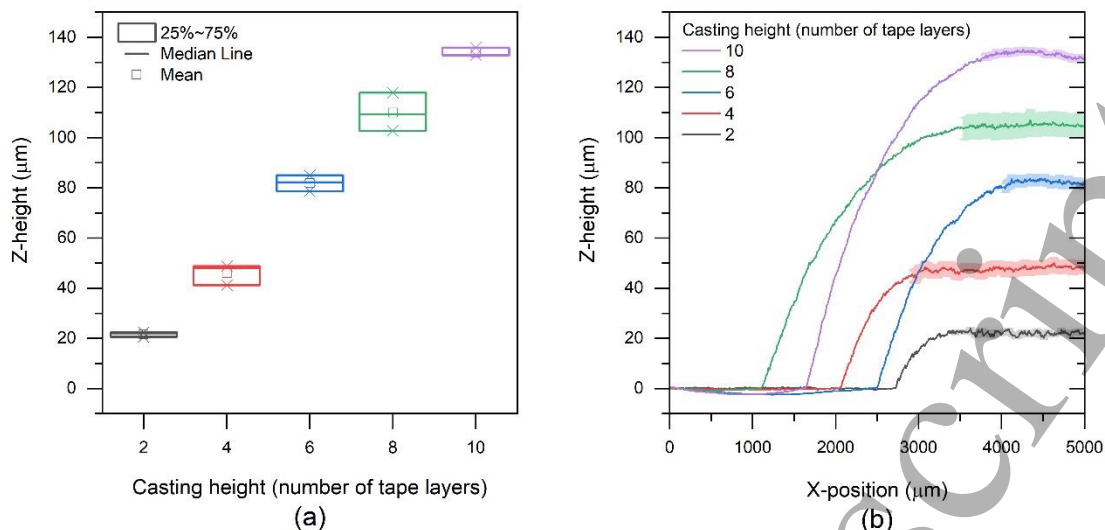 140
120
100
80
60
40
20
0
Z-height (μm)
25%~75%
Median Line
Mean
2 4 6 8 10
Casting height (number of tape layers)
(a)
140
120
100
80
60
40
20
0
Z-height (μm)
Casting height (number of tape layers)
10
8
6
4
2
0 1000 2000 3000 4000 5000
X-position (μm)
(b)